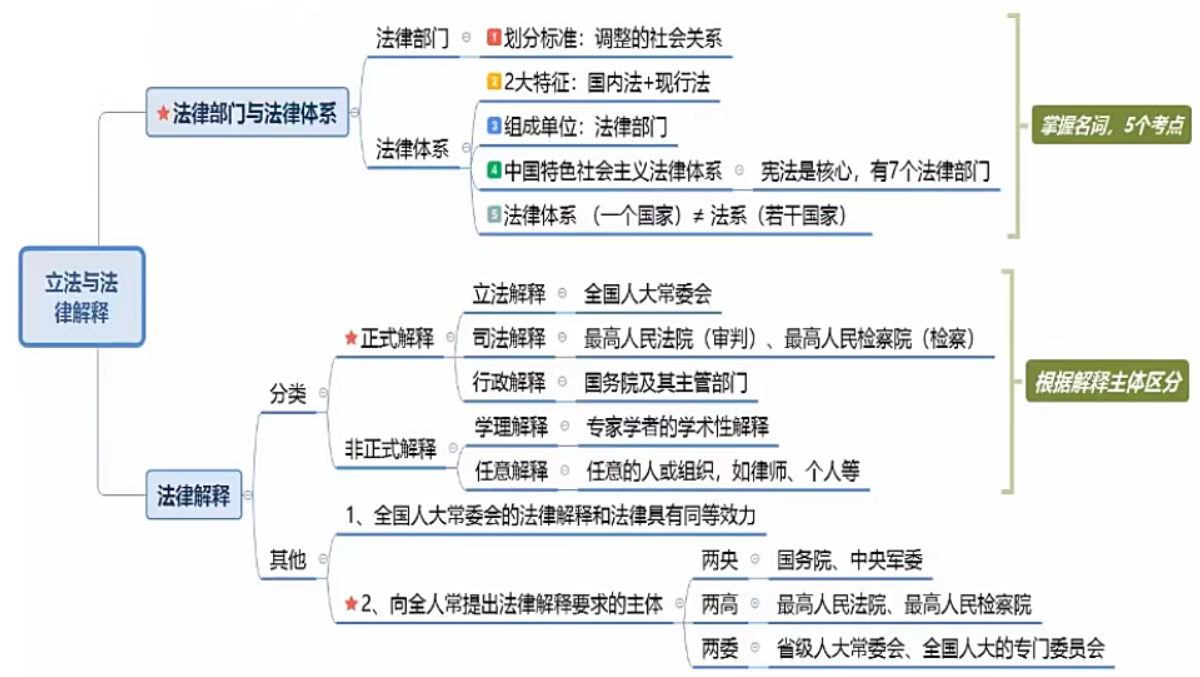 法律部门
1 划分标准：调整的社会关系
2 2大特征：国内法+现行法
★法律部门与法律体系
3 组成单位：法律部门
掌握名词，5个考点
法律体系
4 中国特色社会主义法律体系
宪法是核心，有7个法律部门
5 法律体系（一个国家）≠ 法系（若干国家）
立法与法
律解释
立法解释
全国人大常委会
★正式解释
司法解释
最高人民法院（审判）、最高人民检察院（检察）
行政解释
国务院及其主管部门
根据解释主体区分
分类
学理解释
专家学者的学术性解释
非正式解释
任意解释
任意的人或组织，如律师、个人等
法律解释
1、全国人大常委会的法律解释和法律具有同等效力
其他
两央
国务院、中央军委
★2、向全人常提出法律解释要求的主体
两高
最高人民法院、最高人民检察院
两委
省级人大常委会、全国人大的专门委员会